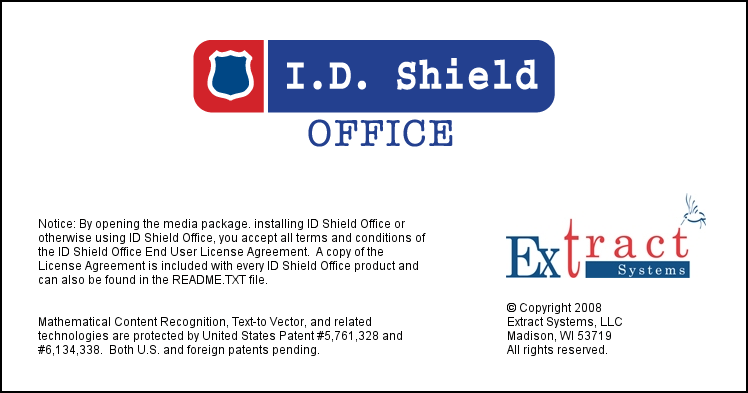 I.D. Shield
OFFICE
Notice: By opening the media package. installing ID Shield Office or
otherwise using ID Shield Office, you accept all terms and conditions of
the ID Shield Office End User License Agreement.  A copy of the
License Agreement is included with every ID Shield Office product and
can also be found in the README.TXT file.
Mathematical Content Recognition, Text-to Vector, and related
technologies are protected by United States Patent #5,761,328 and
#6,134,338.  Both U.S. and foreign patents pending.
Extract
Systems
© Copyright 2008
Extract Systems, LLC
Madison, WI 53719
All rights reserved.